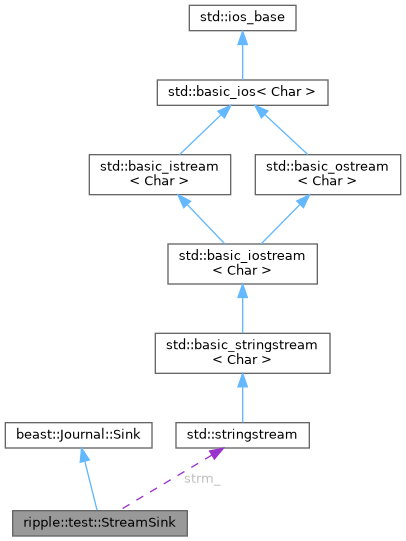 std::ios_base
std::basic_ios< Char >
std::basic_istream
< Char >
std::basic_ostream
< Char >
std::basic_iostream
< Char >
std::basic_stringstream
< Char >
beast::Journal::Sink
std::stringstream
strm_
ripple::test::StreamSink